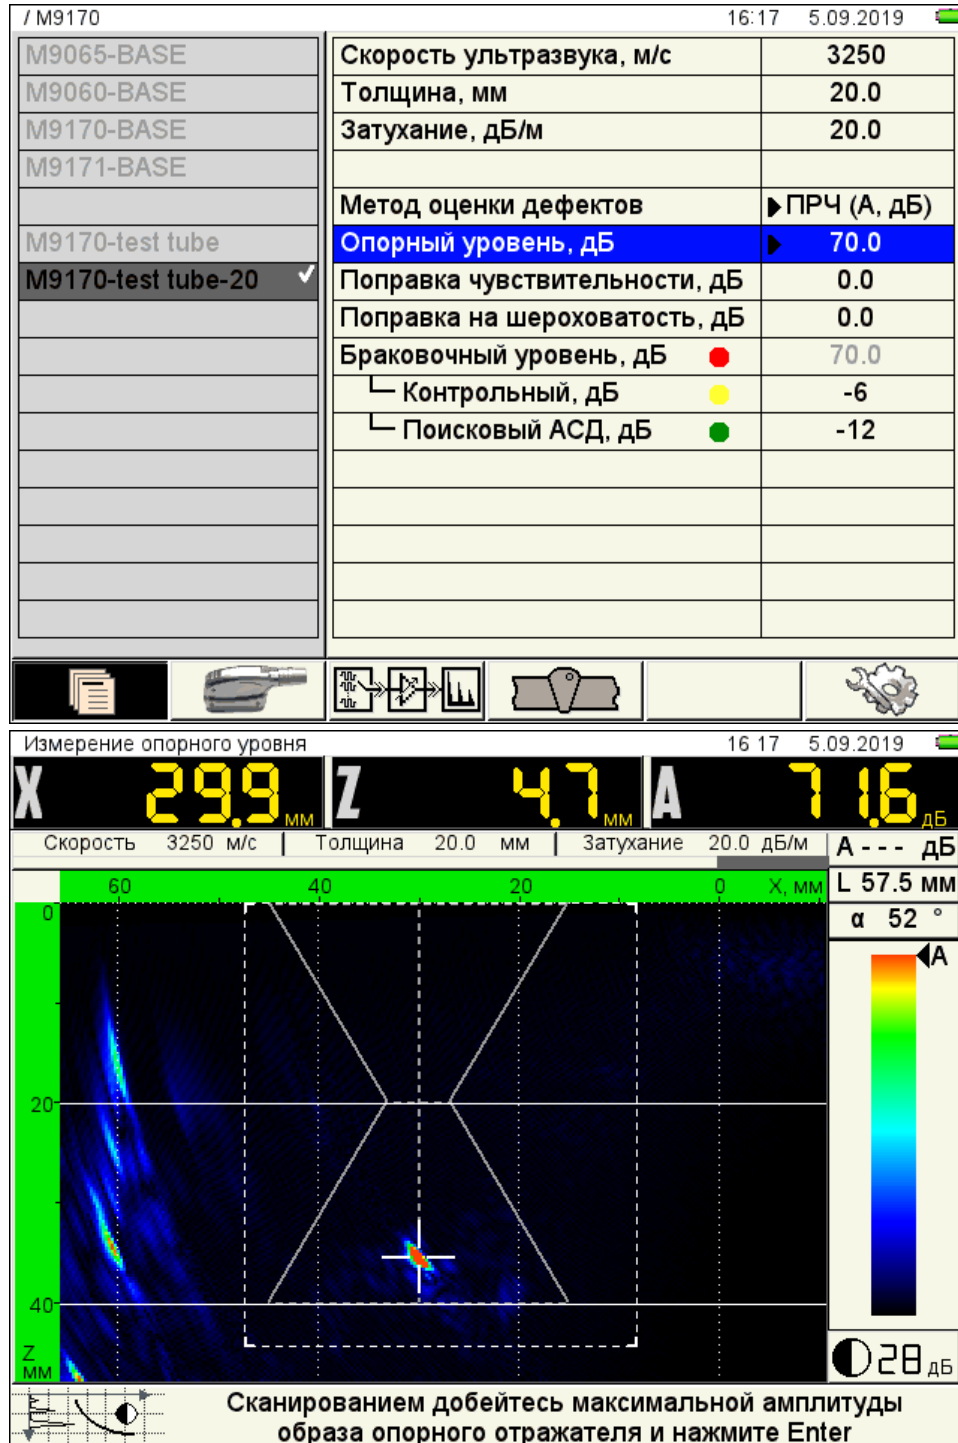 / M9170 16:17 5.09.2019
M9065-BASE
M9060-BASE
M9170-BASE
M9171-BASE
M9170-test tube
M9170-test tube-20
Скорость ультразвука, м/с 3250
Толщина, мм 20.0
Затухание, дБ/м 20.0
Метод оценки дефектов ПРЧ (А, дБ)
Опорный уровень, дБ 70.0
Поправка чувствительности, дБ 0.0
Поправка на шероховатость, дБ 0.0
Браковочный уровень, дБ 70.0
Контрольный, дБ -6
Поисковый АСД, дБ -12
Измерение опорного уровня 16 17 5.09.2019
X 29.9 мм Z 4.7 мм A 71.6 дБ
Скорость 3250 м/с Толщина 20.0 мм Затухание 20.0 дБ/м
A - - - дБ
L 57.5 мм
α 52 °
A
60 40 20 0 X, мм
0
20
40
Z
мм
28 дБ
Сканированием добейтесь максимальной амплитуды
образа опорного отражателя и нажмите Enter